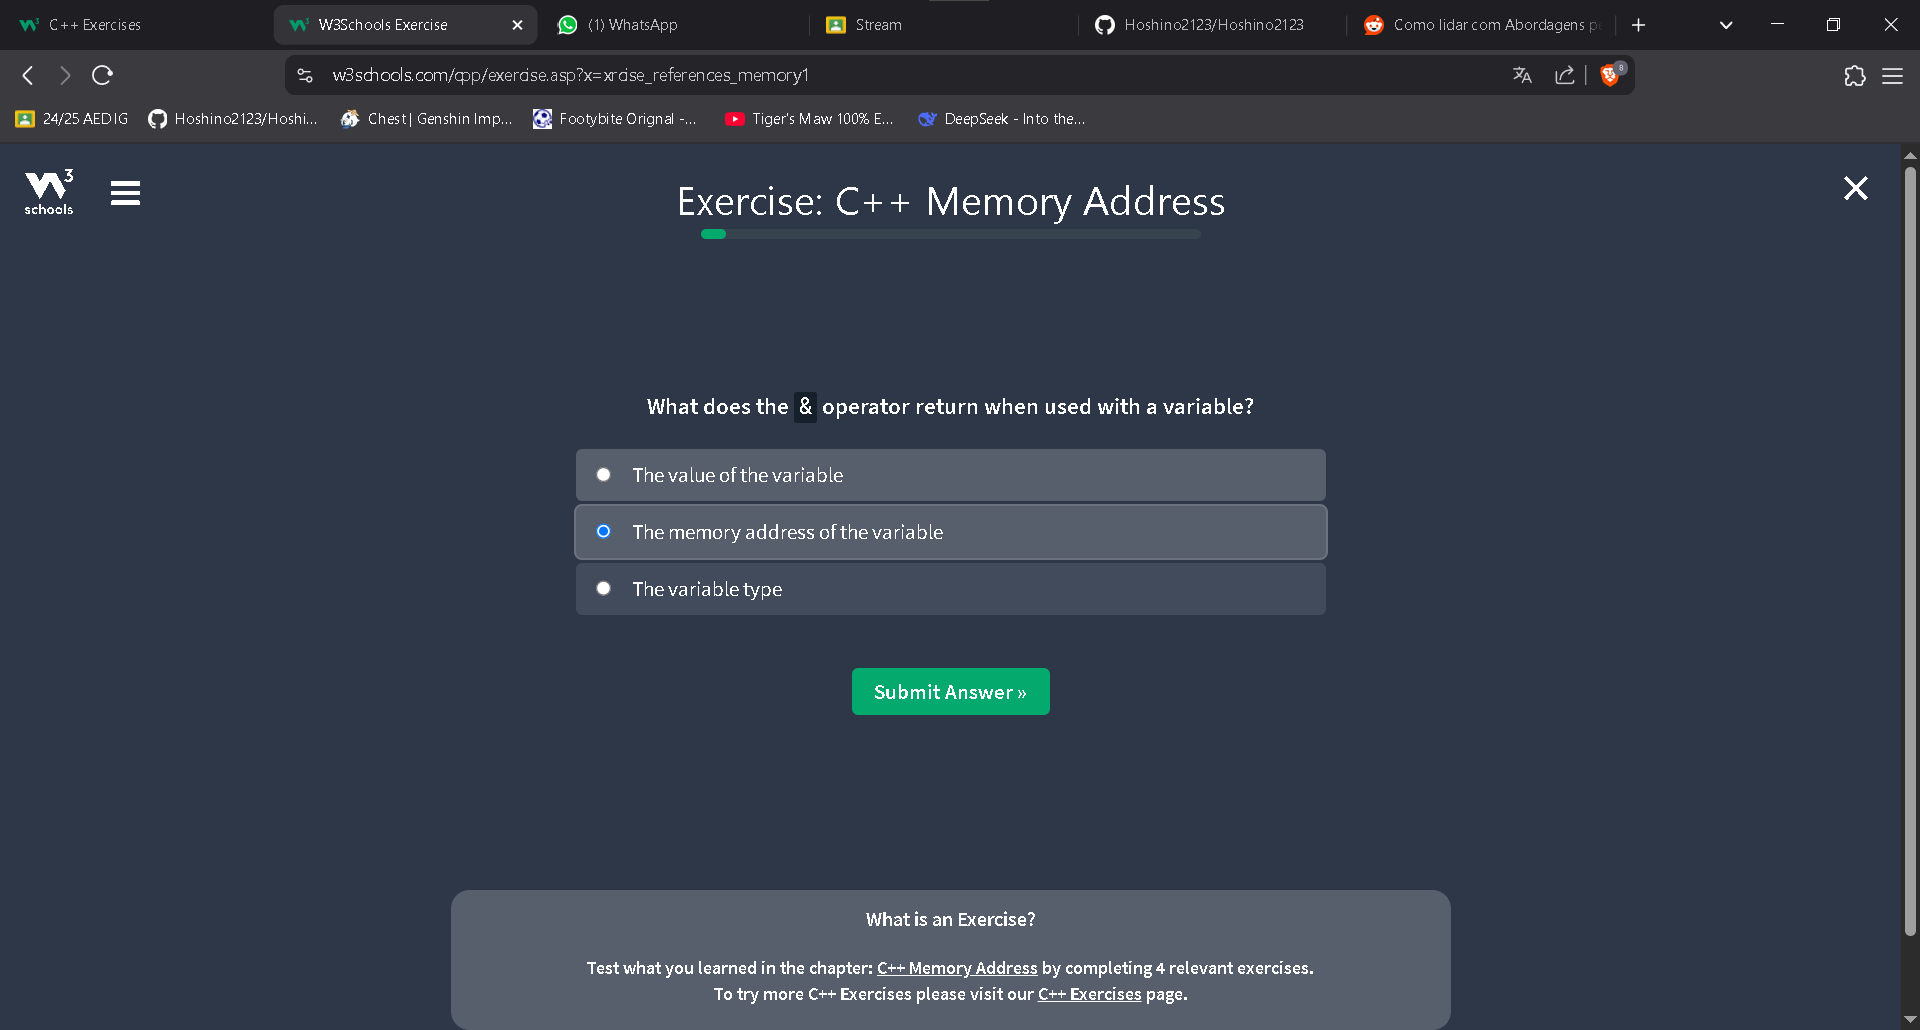 C++ Exercises
W3Schools Exercise
(1) WhatsApp
Stream
Hoshino2123/Hoshino2123
Como lidar com Abordagens pe
w3schools.com/cpp/exercise.asp?x=xrcise_references_memory1
24/25 AEDIG
Hoshino2123/Hoshi...
Chest | Genshin Imp...
Footybite Orignal -...
Tiger's Maw 100% E...
DeepSeek - Into the...
W3
schools
Exercise: C++ Memory Address
What does the & operator return when used with a variable?
The value of the variable
The memory address of the variable
The variable type
Submit Answer »
What is an Exercise?
Test what you learned in the chapter: C++ Memory Address by completing 4 relevant exercises.
To try more C++ Exercises please visit our C++ Exercises page.